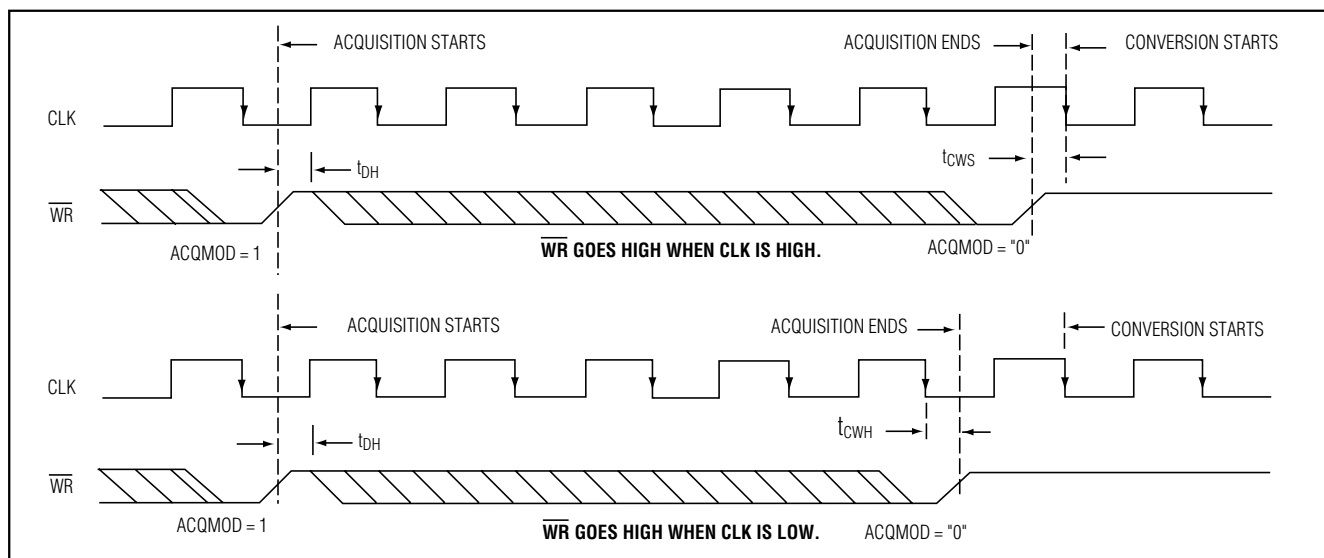 ACQUISITION STARTS
ACQUISITION ENDS
CONVERSION STARTS
CLK
tCWS
tDH
WR
ACQMOD = 1
WR GOES HIGH WHEN CLK IS HIGH.
ACQMOD = "0"
ACQUISITION STARTS
ACQUISITION ENDS
CONVERSION STARTS
CLK
tCWH
tDH
WR
ACQMOD = 1
WR GOES HIGH WHEN CLK IS LOW.
ACQMOD = "0"